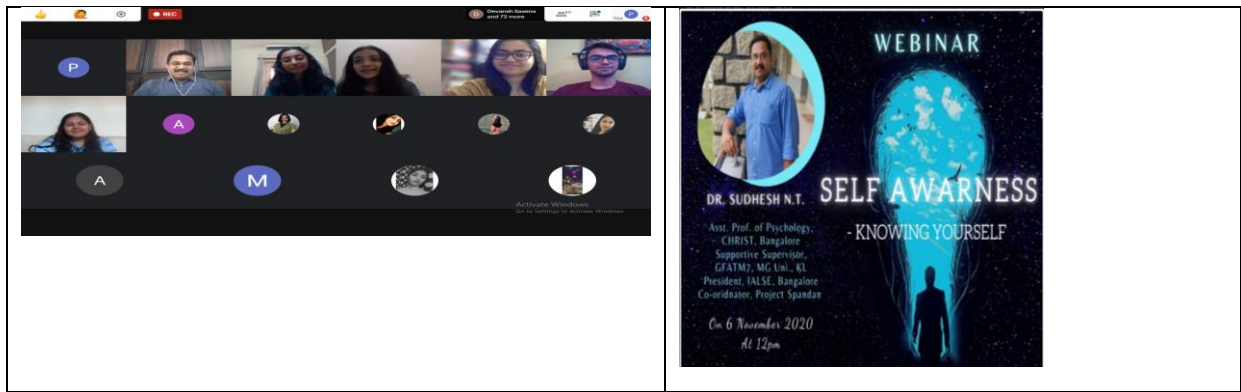 REC
Devansh Saxena
and 72 more
P
P
A
A
M
Activate Windows
Go to Settings to activate Windows.
WEBINAR
DR. SUDHESH N.T.
SELF AWARNESS
- KNOWING YOURSELF
Asst. Prof. of Psychology,
CHRIST, Bangalore
Supportive Supervisor,
GFATM7, MG Uni., KL
President, IALSE, Bangalore
Co-oridnator, Project Spandan
On 6 November 2020
At 12pm